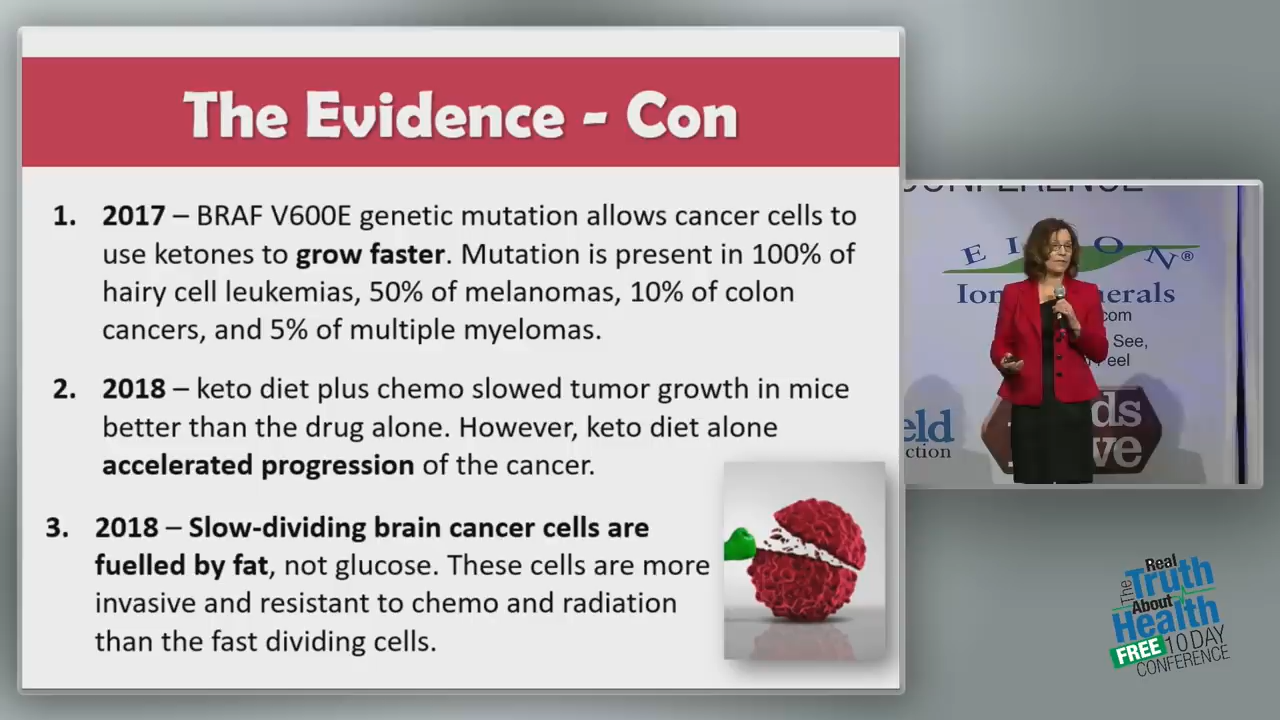 The Evidence - Con
1. 2017 – BRAF V600E genetic mutation allows cancer cells to
use ketones to grow faster. Mutation is present in 100% of
hairy cell leukemias, 50% of melanomas, 10% of colon
cancers, and 5% of multiple myelomas.
2. 2018 – keto diet plus chemo slowed tumor growth in mice
better than the drug alone. However, keto diet alone
accelerated progression of the cancer.
3. 2018 – Slow-dividing brain cancer cells are
fuelled by fat, not glucose. These cells are more
invasive and resistant to chemo and radiation
than the fast dividing cells.
CONFERENCE
®
com
See,
eel
eld
ction
ds
ve
The Real
Truth
About
Health
FREE 10 DAY
CONFERENCE